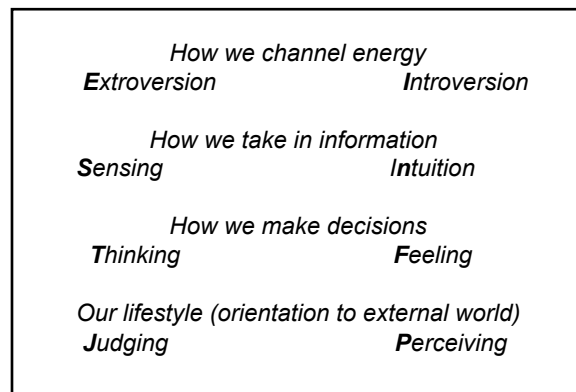 How we channel energy
Extroversion Introversion
How we take in information
Sensing Intuition
How we make decisions
Thinking Feeling
Our lifestyle (orientation to external world)
Judging Perceiving